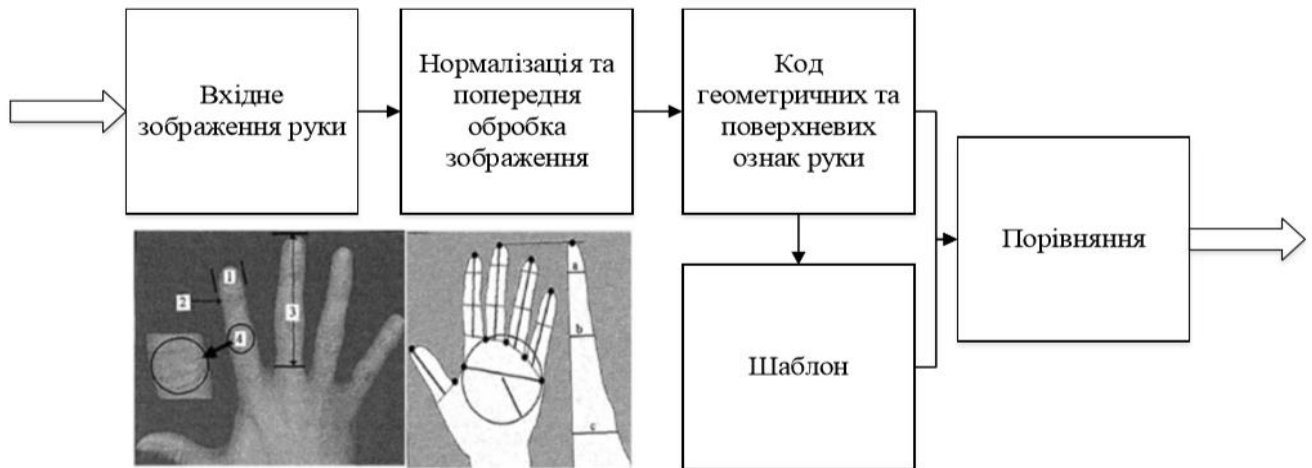 Вхідне
зображення руки
Нормалізація та
попередня
обробка
зображення
Код
геометричних та
поверхневих
ознак руки
Порівняння
Шаблон
1
2
3
4
a
b
c